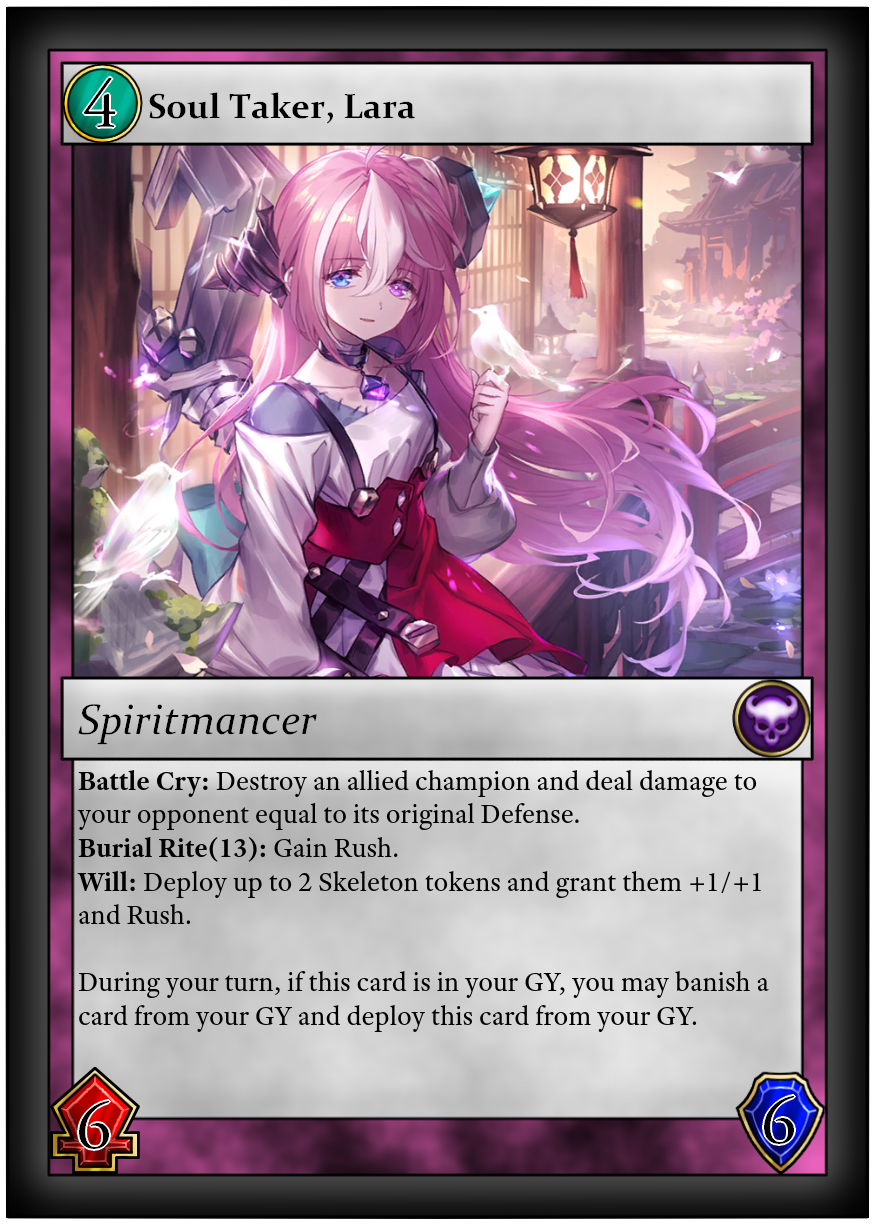 4
Soul Taker, Lara
Spiritmancer
Battle Cry: Destroy an allied champion and deal damage to
your opponent equal to its original Defense.
Burial Rite(13): Gain Rush.
Will: Deploy up to 2 Skeleton tokens and grant them +1/+1
and Rush.
During your turn, if this card is in your GY, you may banish a
card from your GY and deploy this card from your GY.
6
6